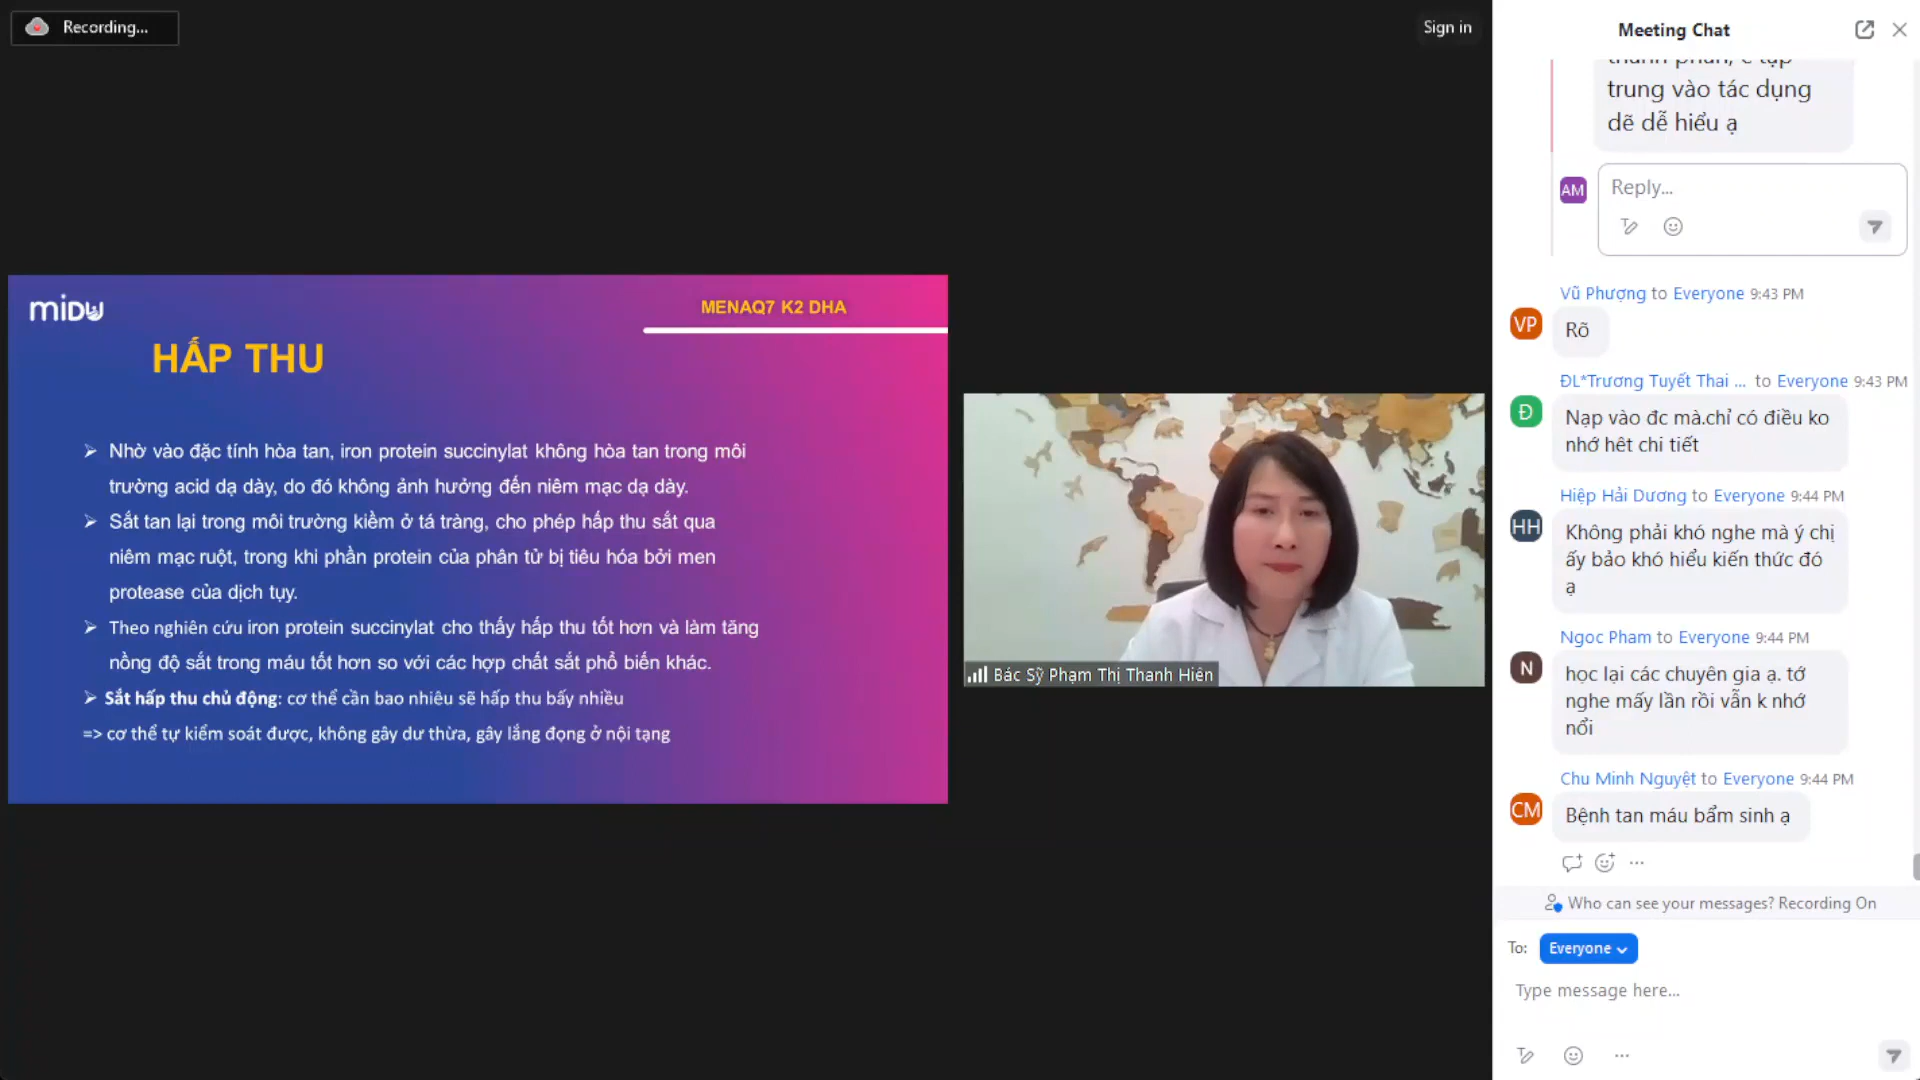 Recording...
Sign in
miDU
MENAQ7 K2 DHA
HẤP THU
➢ Nhờ vào đặc tính hòa tan, iron protein succinylat không hòa tan trong môi
trường acid dạ dày, do đó không ảnh hưởng đến niêm mạc dạ dày.
➢ Sắt tan lại trong môi trường kiềm ở tá tràng, cho phép hấp thu sắt qua
niêm mạc ruột, trong khi phần protein của phân tử bị tiêu hóa bởi men
protease của dịch tụy.
➢ Theo nghiên cứu iron protein succinylat cho thấy hấp thu tốt hơn và làm tăng
nồng độ sắt trong máu tốt hơn so với các hợp chất sắt phổ biến khác.
➢ Sắt hấp thu chủ động: cơ thể cần bao nhiêu sẽ hấp thu bấy nhiều
=> cơ thể tự kiểm soát được, không gây dư thừa, gây lắng đọng ở nội tạng
Bác Sỹ Phạm Thị Thanh Hiên
Meeting Chat
trung vào tác dụng
dẽ dễ hiểu ạ
AM
Reply...
Vũ Phượng to Everyone 9:43 PM
VP
Rõ
ĐL*Trương Tuyết Thai ... to Everyone 9:43 PM
Đ
Nạp vào đc mà.chỉ có điều ko
nhớ hêt chi tiết
Hiệp Hải Dương to Everyone 9:44 PM
HH
Không phải khó nghe mà ý chị
ấy bảo khó hiểu kiến thức đó
ạ
Ngoc Pham to Everyone 9:44 PM
N
học lại các chuyên gia ạ. tớ
nghe mấy lần rồi vẫn k nhớ
nổi
Chu Minh Nguyệt to Everyone 9:44 PM
CM
Bệnh tan máu bẩm sinh ạ
Who can see your messages? Recording On
To: Everyone
Type message here...